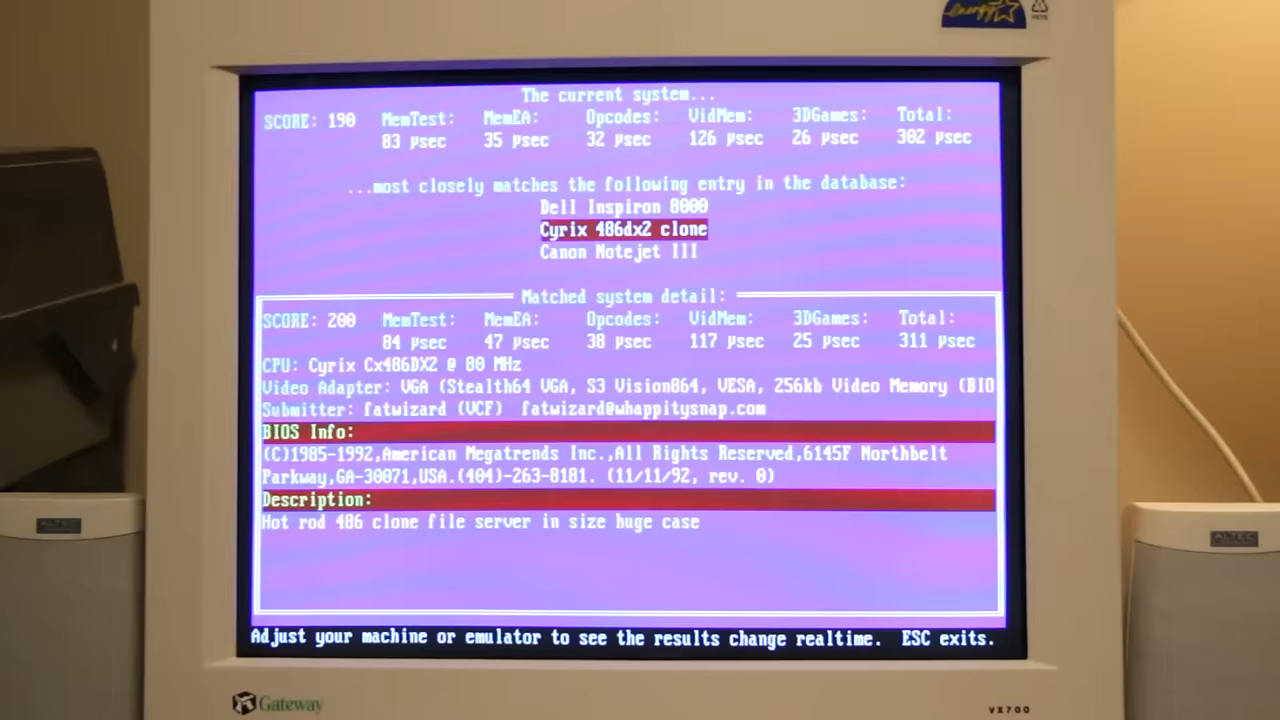 energy
The current system...
SCORE: 190 MemTest: MemEA: Opcodes: VidMem: 3DGames: Total:
83 µsec 35 µsec 32 µsec 126 µsec 26 µsec 302 µsec
...most closely matches the following entry in the database:
Dell Inspiron 8000
Cyrix 486dx2 clone
Canon Notejet III
Matched system detail:
SCORE: 200 MemTest: MemEA: Opcodes: VidMem: 3DGames: Total:
84 µsec 47 µsec 38 µsec 117 µsec 25 µsec 311 µsec
CPU: Cyrix Cx486DX2 @ 80 MHz
Video Adapter: VGA (Stealth64 VGA, S3 Vision864, VESA, 256kb Video Memory (BIO
Submitter: fatwizard (VCF) fatwizard@whappitysnap.com
BIOS Info:
(C)1985-1992,American Megatrends Inc.,All Rights Reserved,6145F Northbelt
Parkway,GA-30071,USA.(404)-263-8181. (11/11/92, rev. 0)
Description:
Hot rod 486 clone file server in size huge case
Adjust your machine or emulator to see the results change realtime. ESC exits.
Gateway
VX700
ALTEC
ALTEC